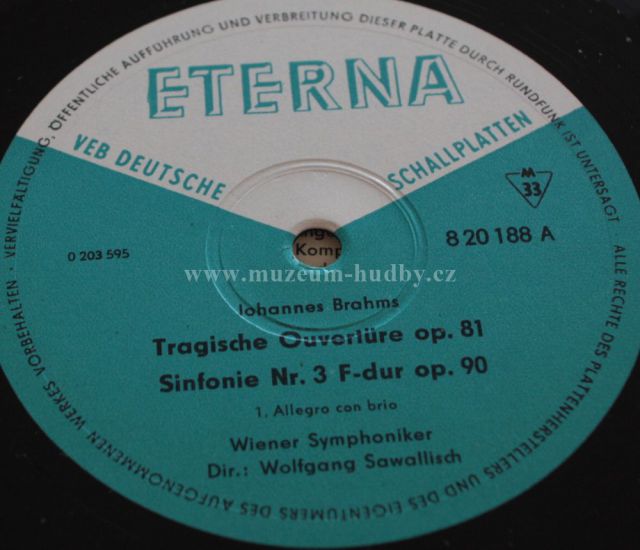 VERVIELFÄLTIGUNG, ÖFFENTLICHE AUFFÜHRUNG UND VERBREITUNG DIESER PLATTE DURCH RUNDFUNK IST UNTERSAGT · ALLE RECHTE DES PLATTENHERSTELLERS UND DES EIGENTÜMERS DES AUFGENOMMENEN WERKES VORBEHALTEN ·
ETERNA
VEB DEUTSCHE SCHALLPLATTEN
M
33
Komp
0 203 595
8 20 188 A
www.muzeum-hudby.cz
Johannes Brahms
Tragische Ouvertüre op. 81
Sinfonie Nr. 3 F-dur op. 90
1. Allegro con brio
Wiener Symphoniker
Dir.: Wolfgang Sawallisch